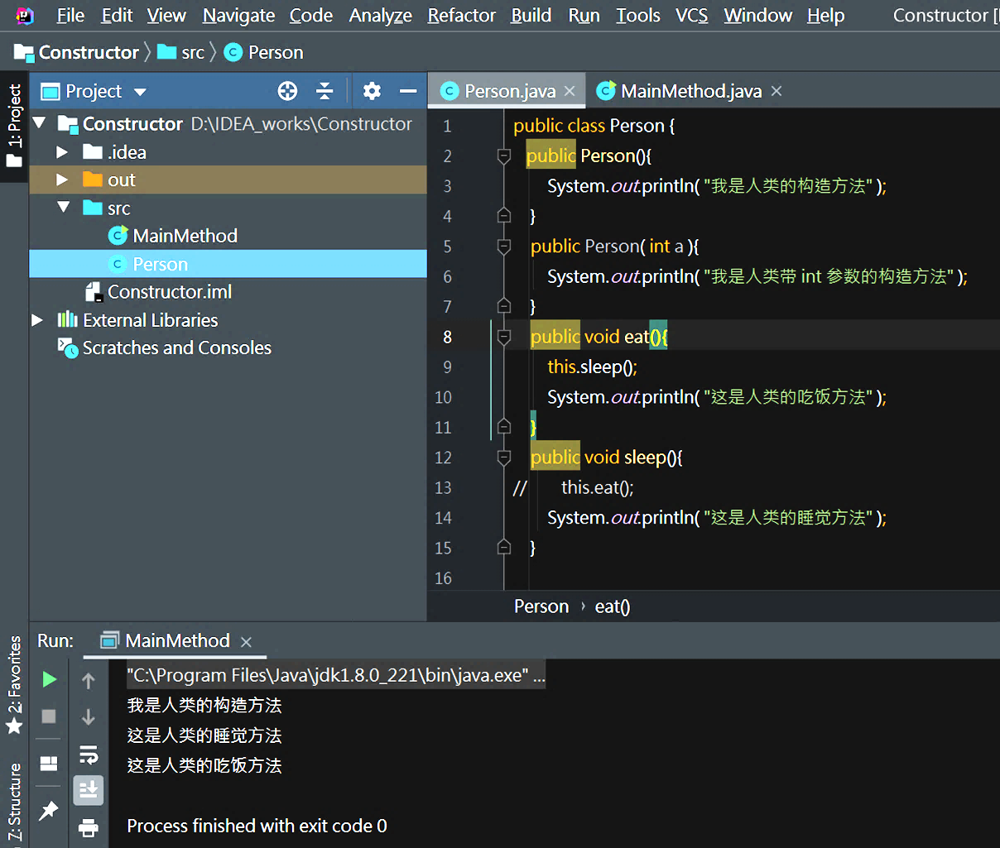 File Edit View Navigate Code Analyze Refactor Build Run Tools VCS Window Help Constructor [
Constructor src Person
1: Project
Project
Constructor D:\IDEA_works\Constructor
.idea
out
src
MainMethod
Person
Constructor.iml
External Libraries
Scratches and Consoles
Person.java × MainMethod.java ×
1 public class Person {
2 public Person(){
3 System.out.println( "我是人类的构造方法" );
4 }
5 public Person( int a ){
6 System.out.println( "我是人类带 int 参数的构造方法" );
7 }
8 public void eat(){
9 this.sleep();
10 System.out.println( "这是人类的吃饭方法" );
11 }
12 public void sleep(){
13 // this.eat();
14 System.out.println( "这是人类的睡觉方法" );
15 }
16
Person › eat()
2: Favorites
Z: Structure
Run: MainMethod ×
"C:\Program Files\Java\jdk1.8.0_221\bin\java.exe" ...
我是人类的构造方法
这是人类的睡觉方法
这是人类的吃饭方法
Process finished with exit code 0